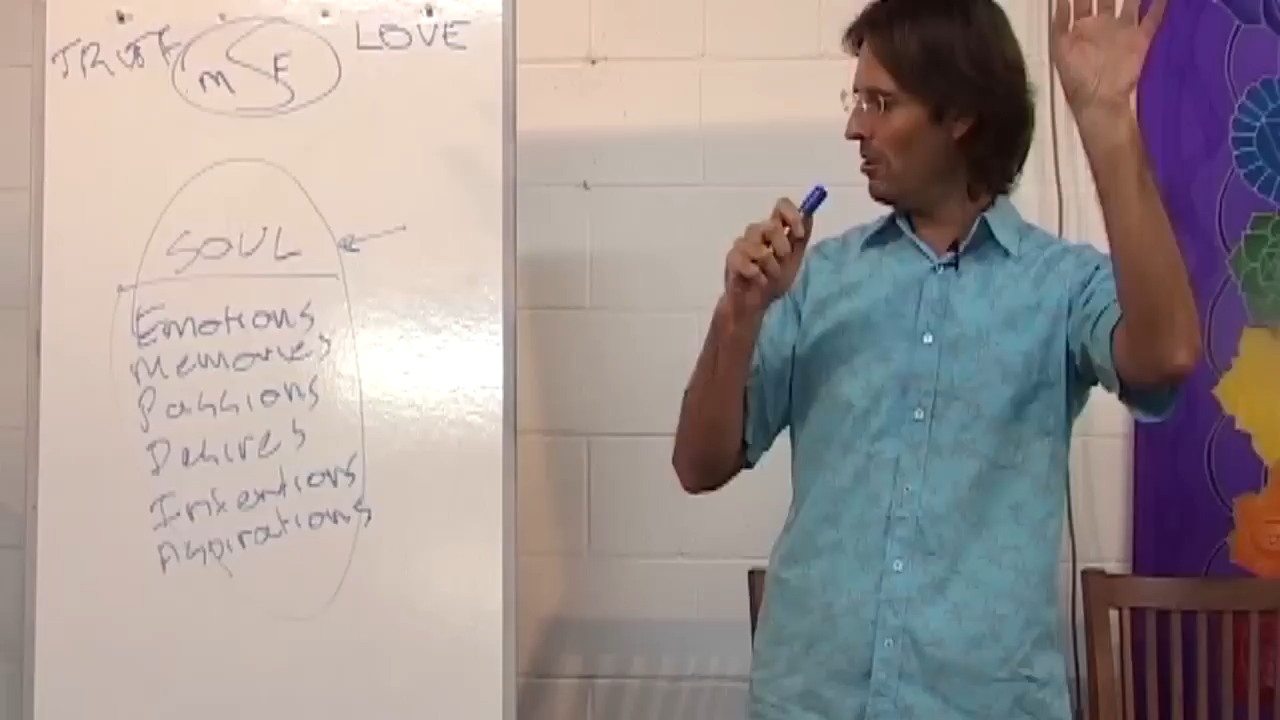 TRUTH M F LOVE
SOUL
Emotions
Memories
Passions
Desires
Intentions
Aspirations